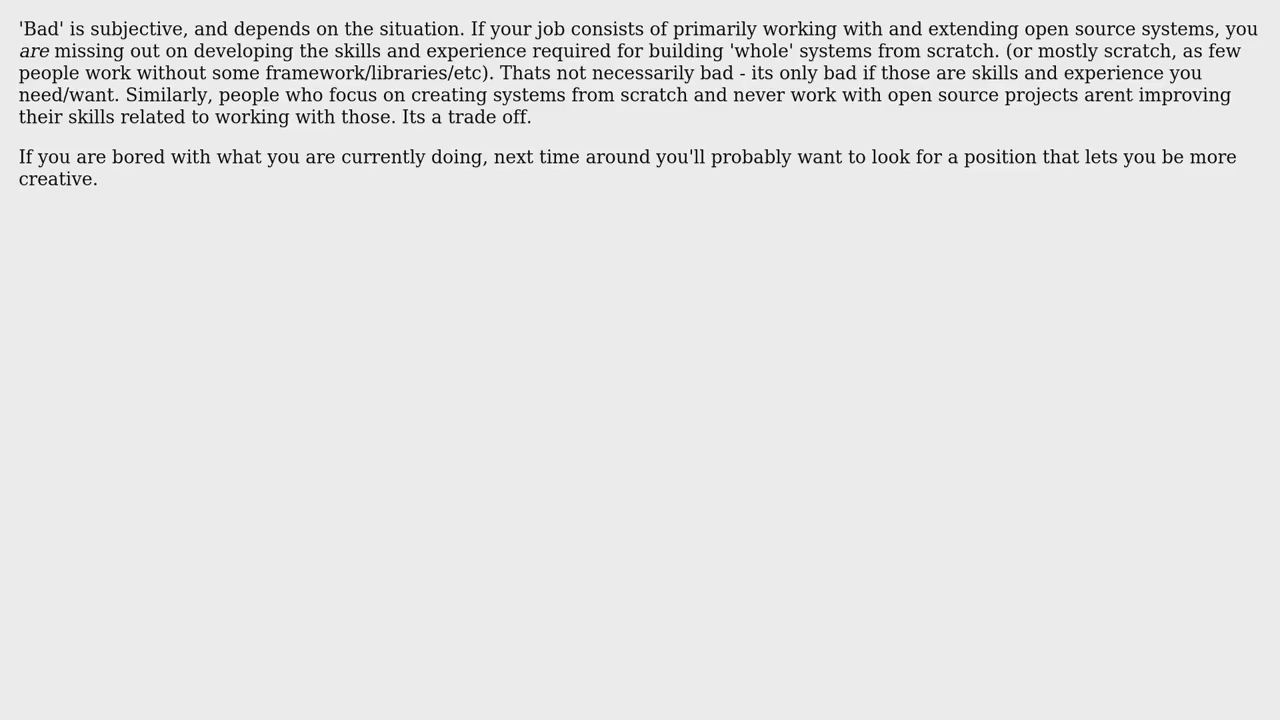 'Bad' is subjective, and depends on the situation. If your job consists of primarily working with and extending open source systems, you
are missing out on developing the skills and experience required for building 'whole' systems from scratch. (or mostly scratch, as few
people work without some framework/libraries/etc). Thats not necessarily bad - its only bad if those are skills and experience you
need/want. Similarly, people who focus on creating systems from scratch and never work with open source projects arent improving
their skills related to working with those. Its a trade off.
If you are bored with what you are currently doing, next time around you'll probably want to look for a position that lets you be more
creative.